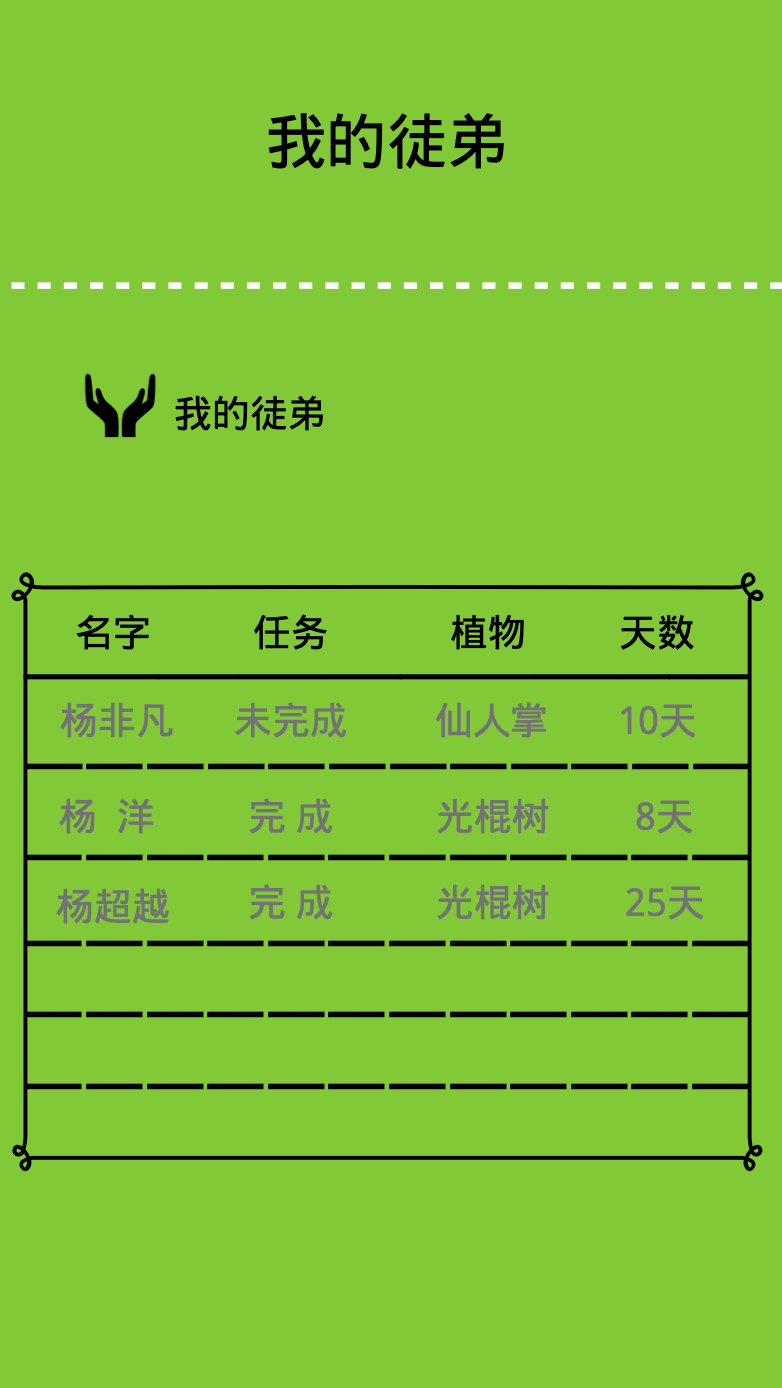 我的徒弟
我的徒弟
名字 任务 植物 天数
杨非凡 未完成 仙人掌 10天
杨 洋 完 成 光棍树 8天
杨超越 完 成 光棍树 25天